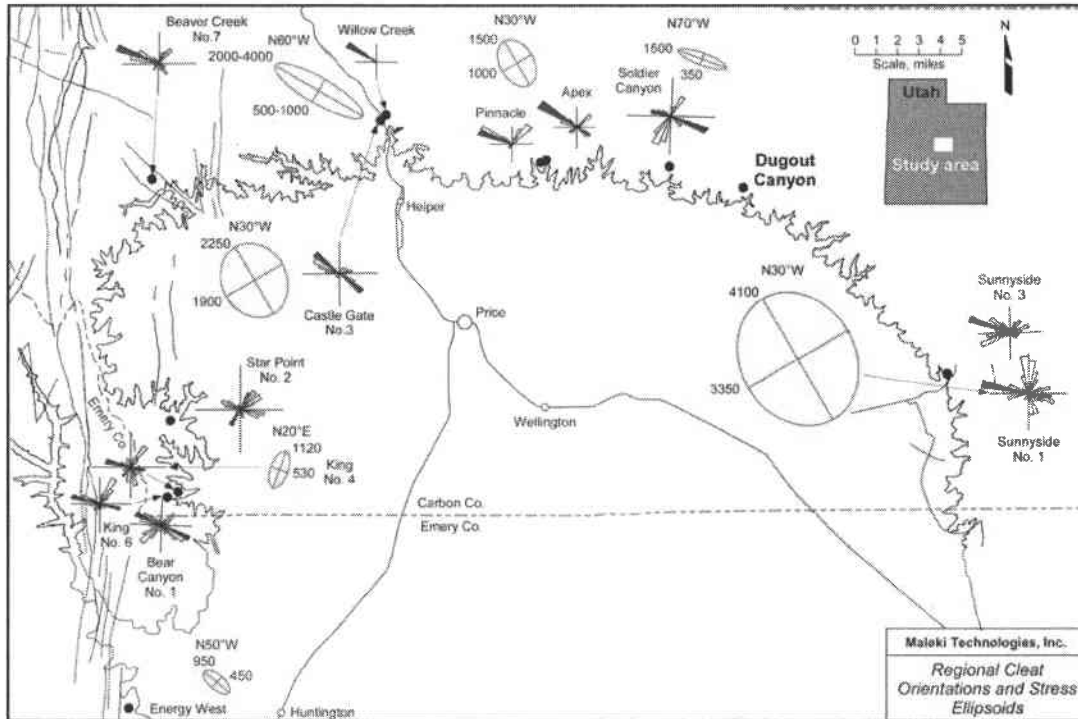 Beaver Creek
No.7
N60°W
2000-4000
500-1000
Willow Creek
N30°W
1500
1000
Pinnacle
Apex
N70°W
1500
350
Soldier
Canyon
0 1 2 3 4 5
Scale, miles
N
Utah
Study area
Dugout
Canyon
Helper
N30°W
2250
1900
Castle Gate
No.3
Price
N30°W
4100
3350
Sunnyside
No. 3
Sunnyside
No. 1
Star Point
No. 2
Emery Co
N20°E
1120
530
King
No. 4
Wellington
King
No. 6
Bear
Canyon
No. 1
Carbon Co.
Emery Co.
N50°W
950
450
Energy West
Huntington
Maleki Technologies, Inc.
Regional Cleat
Orientations and Stress
Ellipsoids